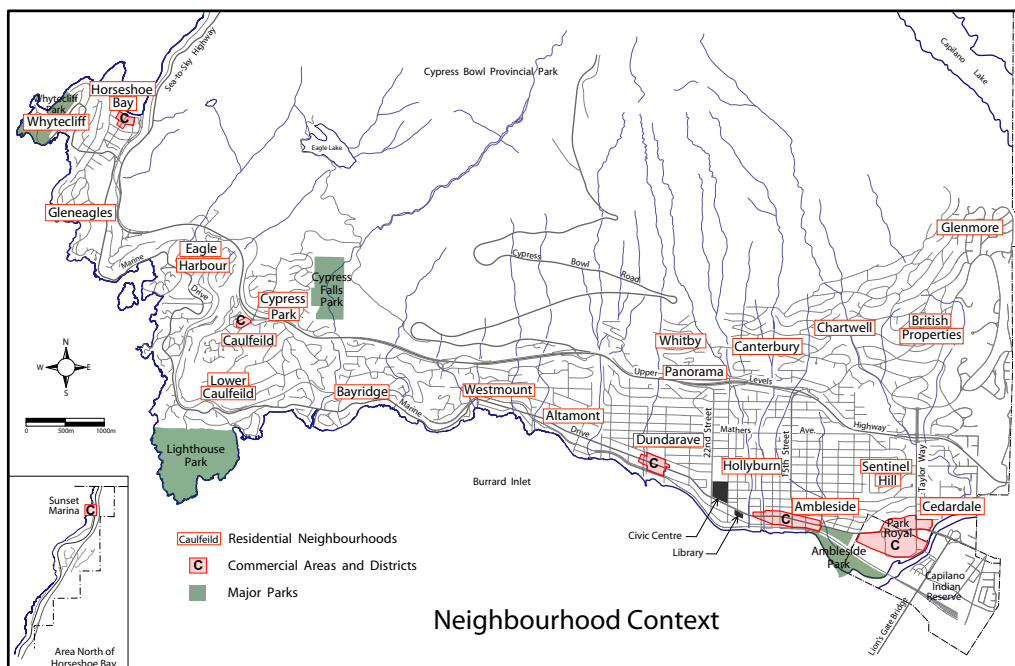 Sea-to-Sky Highway
Cypress Bowl Provincial Park
Capilano
Lake
Horseshoe
Bay
C
Whytecliff
Park
Whytecliff
Eagle Lake
Gleneagles
Glenmore
Eagle
Harbour
Marine
Drive
Cypress
Bowl
Road
Cypress
Falls
Park
Cypress
Park
C
Caulfeild
Whitby
Canterbury
Chartwell
British
Properties
N
W
E
S
0
500m
1000m
Lower
Caulfeild
Bayridge
Marine
Westmount
Upper
Panorama
Levels
Altamont
Drive
22nd Street
Mathers
Ave.
15th Street
Highway
Taylor Way
Dundarave
C
Hollyburn
Sentinel
Hill
Lighthouse
Park
Burrard Inlet
Ambleside
C
Cedardale
Park
Royal
C
Civic Centre
Library
Ambleside
Park
Capilano
Indian
Reserve
Lion's Gate Bridge
Sunset
Marina
C
Area North of
Horseshoe Bay
Caulfeild
Residential Neighbourhoods
C
Commercial Areas and Districts
Major Parks
Neighbourhood Context